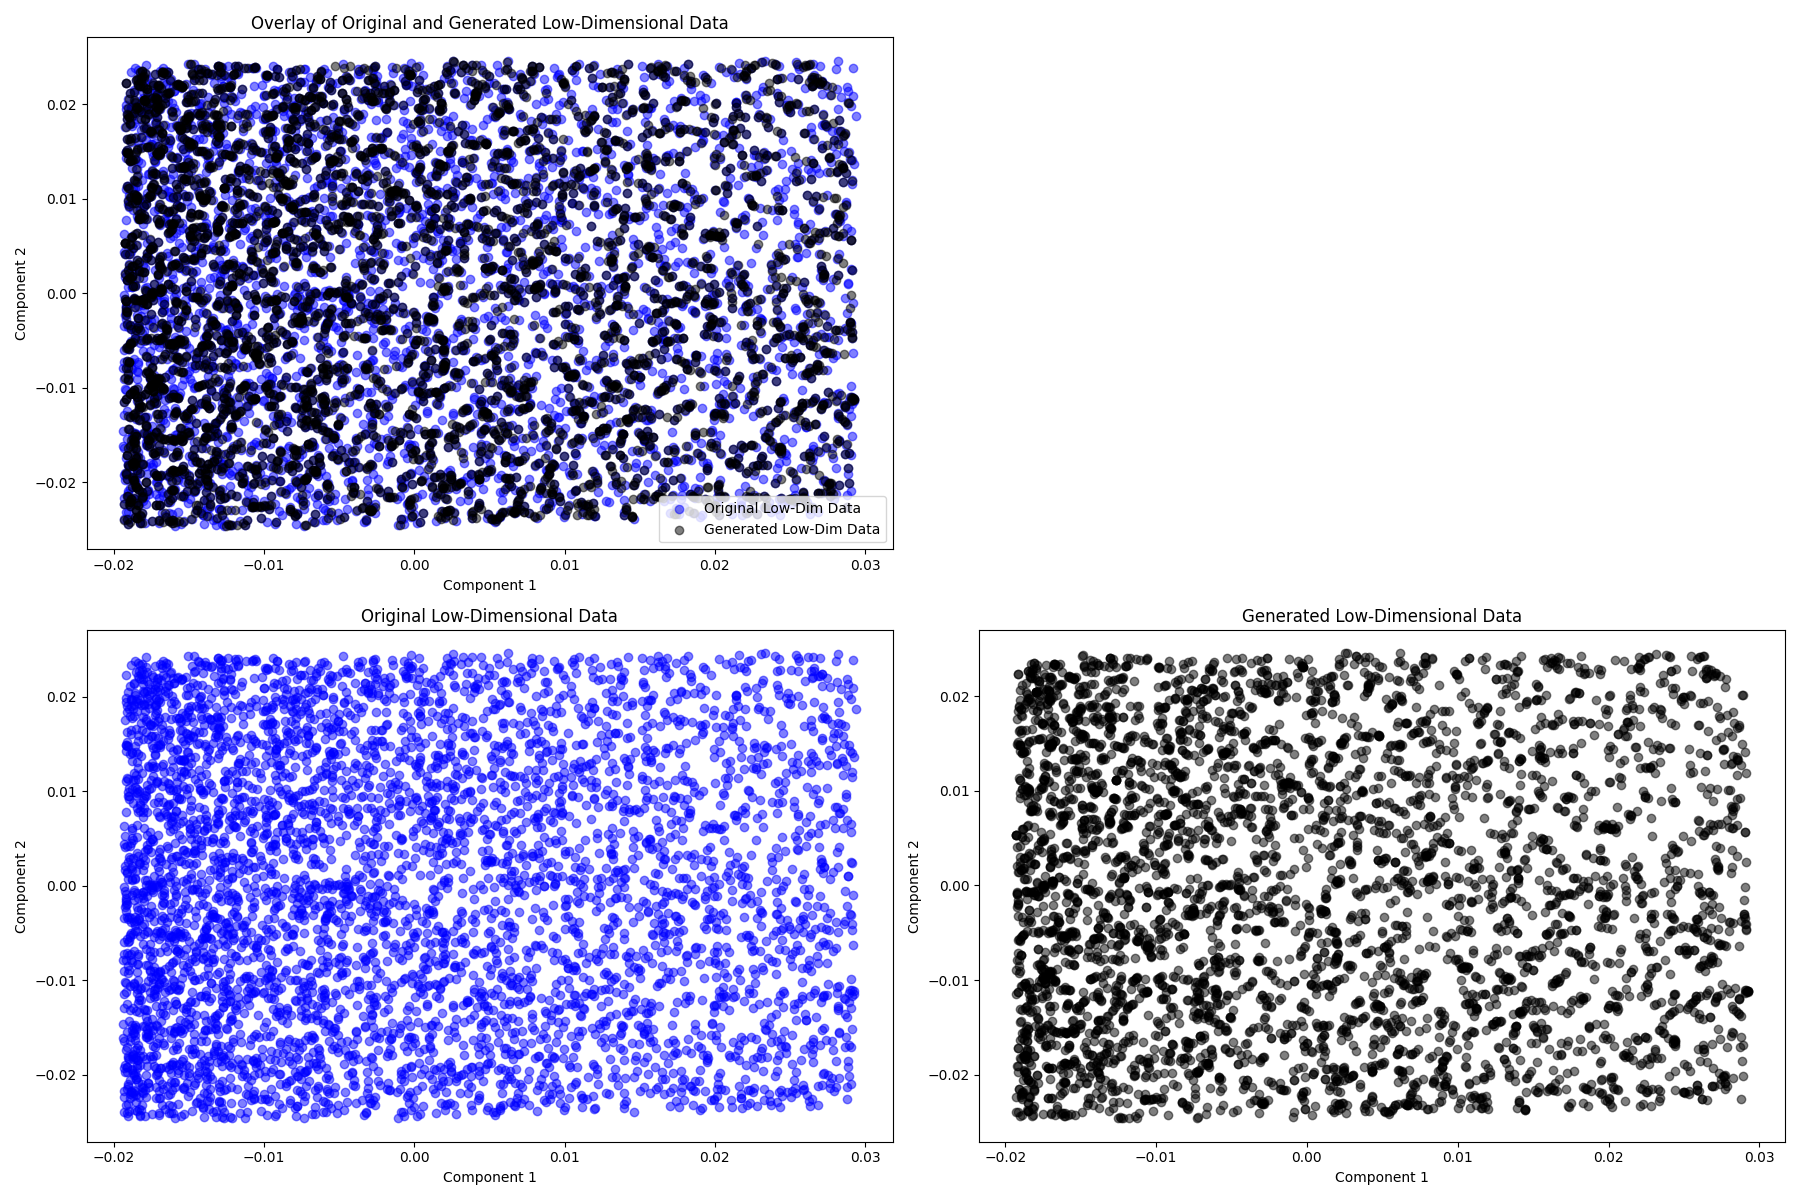 Overlay of Original and Generated Low-Dimensional Data
0.02
0.01
0.00
−0.01
−0.02
Component 2
Original Low-Dim Data
Generated Low-Dim Data
−0.02 −0.01 0.00 0.01 0.02 0.03
Component 1
Original Low-Dimensional Data
0.02
0.01
0.00
−0.01
−0.02
Component 2
−0.02 −0.01 0.00 0.01 0.02 0.03
Component 1
Generated Low-Dimensional Data
0.02
0.01
0.00
−0.01
−0.02
Component 2
−0.02 −0.01 0.00 0.01 0.02 0.03
Component 1